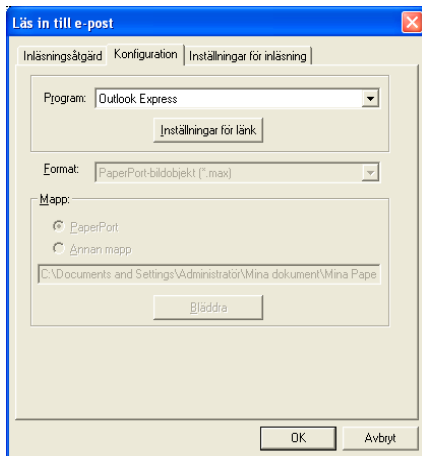 Läs in till e-post
Inläsningsåtgärd Konfiguration Inställningar för inläsning
Program: Outlook Express
Inställningar för länk
Format: PaperPort-bildobjekt (*.max)
Mapp:
PaperPort
Annan mapp
C:\Documents and Settings\Administratör\Mina dokument\Mina Pape
Bläddra
OK Avbryt